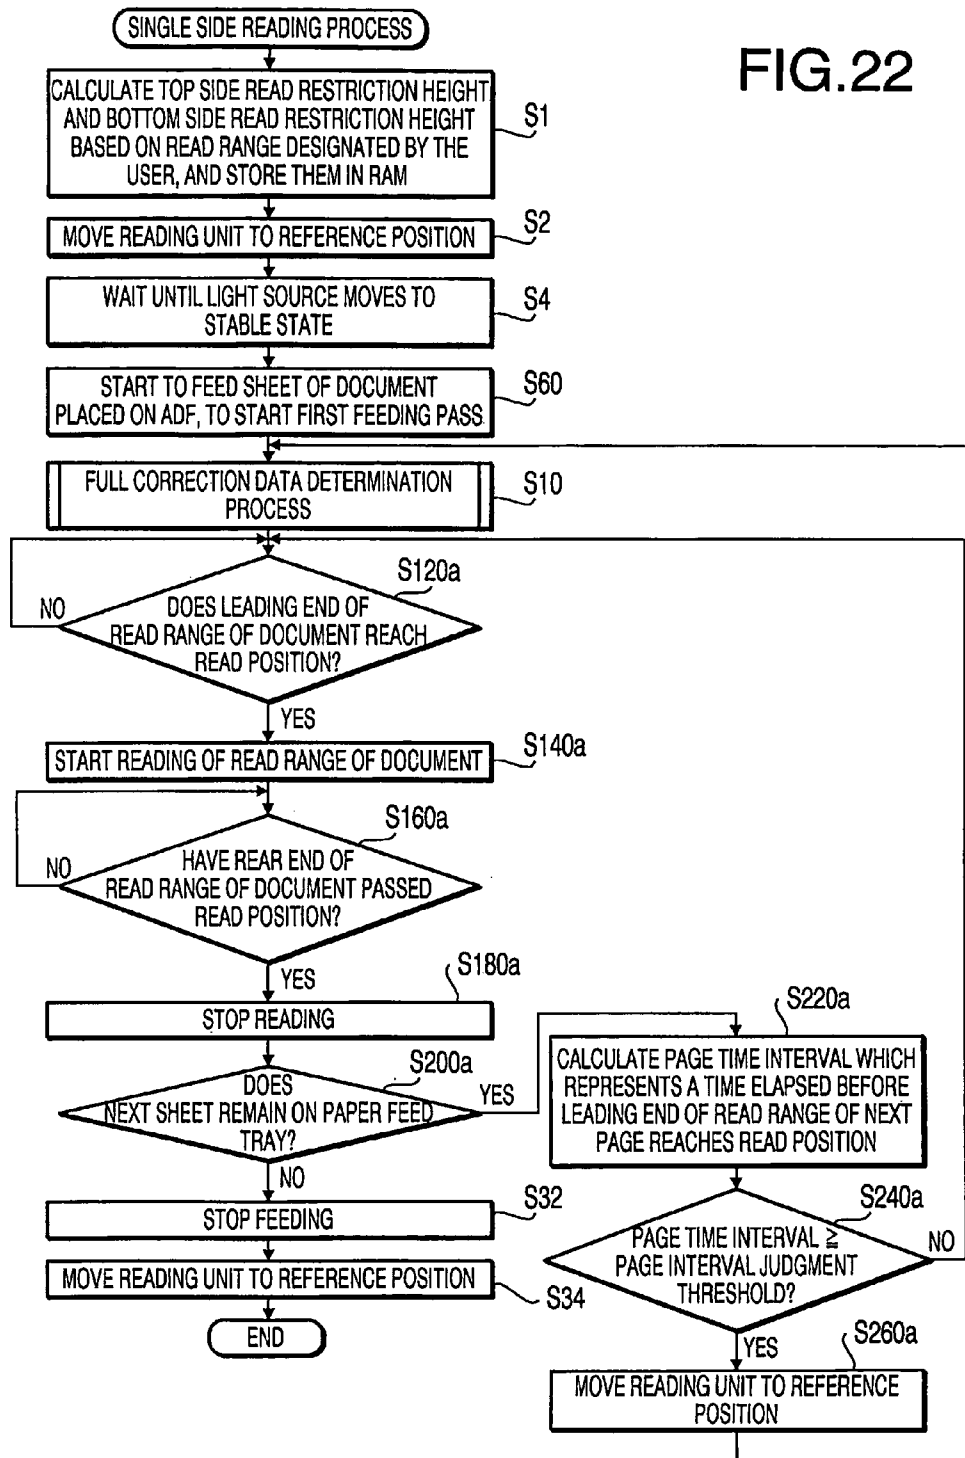 SINGLE SIDE READING PROCESS
FIG.22
CALCULATE TOP SIDE READ RESTRICTION HEIGHT
AND BOTTOM SIDE READ RESTRICTION HEIGHT
BASED ON READ RANGE DESIGNATED BY THE
USER, AND STORE THEM IN RAM
S1
MOVE READING UNIT TO REFERENCE POSITION
S2
WAIT UNTIL LIGHT SOURCE MOVES TO
STABLE STATE
S4
START TO FEED SHEET OF DOCUMENT
PLACED ON ADF, TO START FIRST FEEDING PASS
S60
FULL CORRECTION DATA DETERMINATION
PROCESS
S10
S120a
NO
DOES LEADING END OF
READ RANGE OF DOCUMENT REACH
READ POSITION?
YES
START READING OF READ RANGE OF DOCUMENT
S140a
S160a
NO
HAVE REAR END OF
READ RANGE OF DOCUMENT PASSED
READ POSITION?
YES
S180a
STOP READING
S200a
DOES
NEXT SHEET REMAIN ON PAPER FEED
TRAY?
YES
NO
STOP FEEDING
S32
MOVE READING UNIT TO REFERENCE POSITION
S34
END
S220a
CALCULATE PAGE TIME INTERVAL WHICH
REPRESENTS A TIME ELAPSED BEFORE
LEADING END OF READ RANGE OF NEXT
PAGE REACHES READ POSITION
S240a
PAGE TIME INTERVAL ≧
PAGE INTERVAL JUDGMENT
THRESHOLD?
NO
YES
S260a
MOVE READING UNIT TO REFERENCE
POSITION